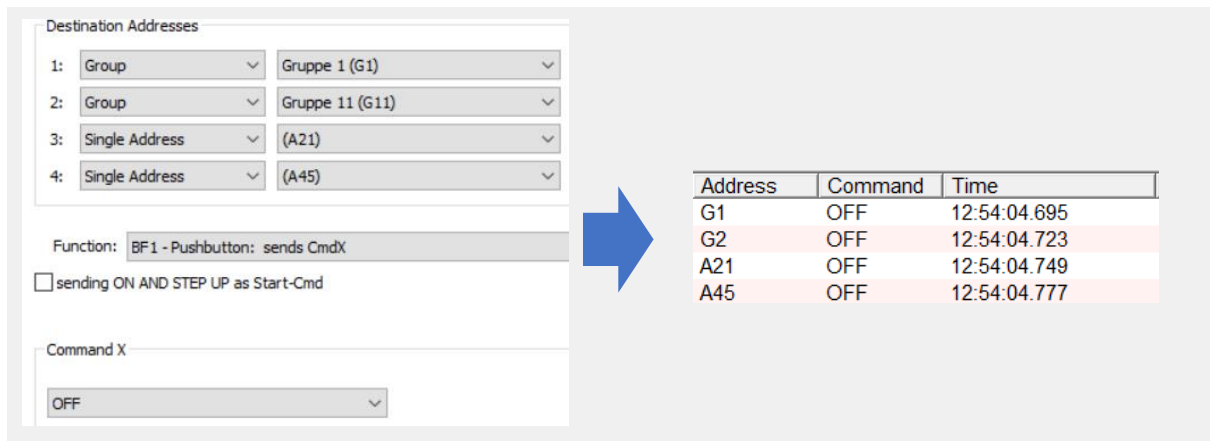 Destination Addresses
1: Group Gruppe 1 (G1)
2: Group Gruppe 11 (G11)
3: Single Address (A21)
4: Single Address (A45)
Function: BF1 - Pushbutton: sends CmdX
sending ON AND STEP UP as Start-Cmd
Command X
OFF
Address Command Time
G1 OFF 12:54:04.695
G2 OFF 12:54:04.723
A21 OFF 12:54:04.749
A45 OFF 12:54:04.777